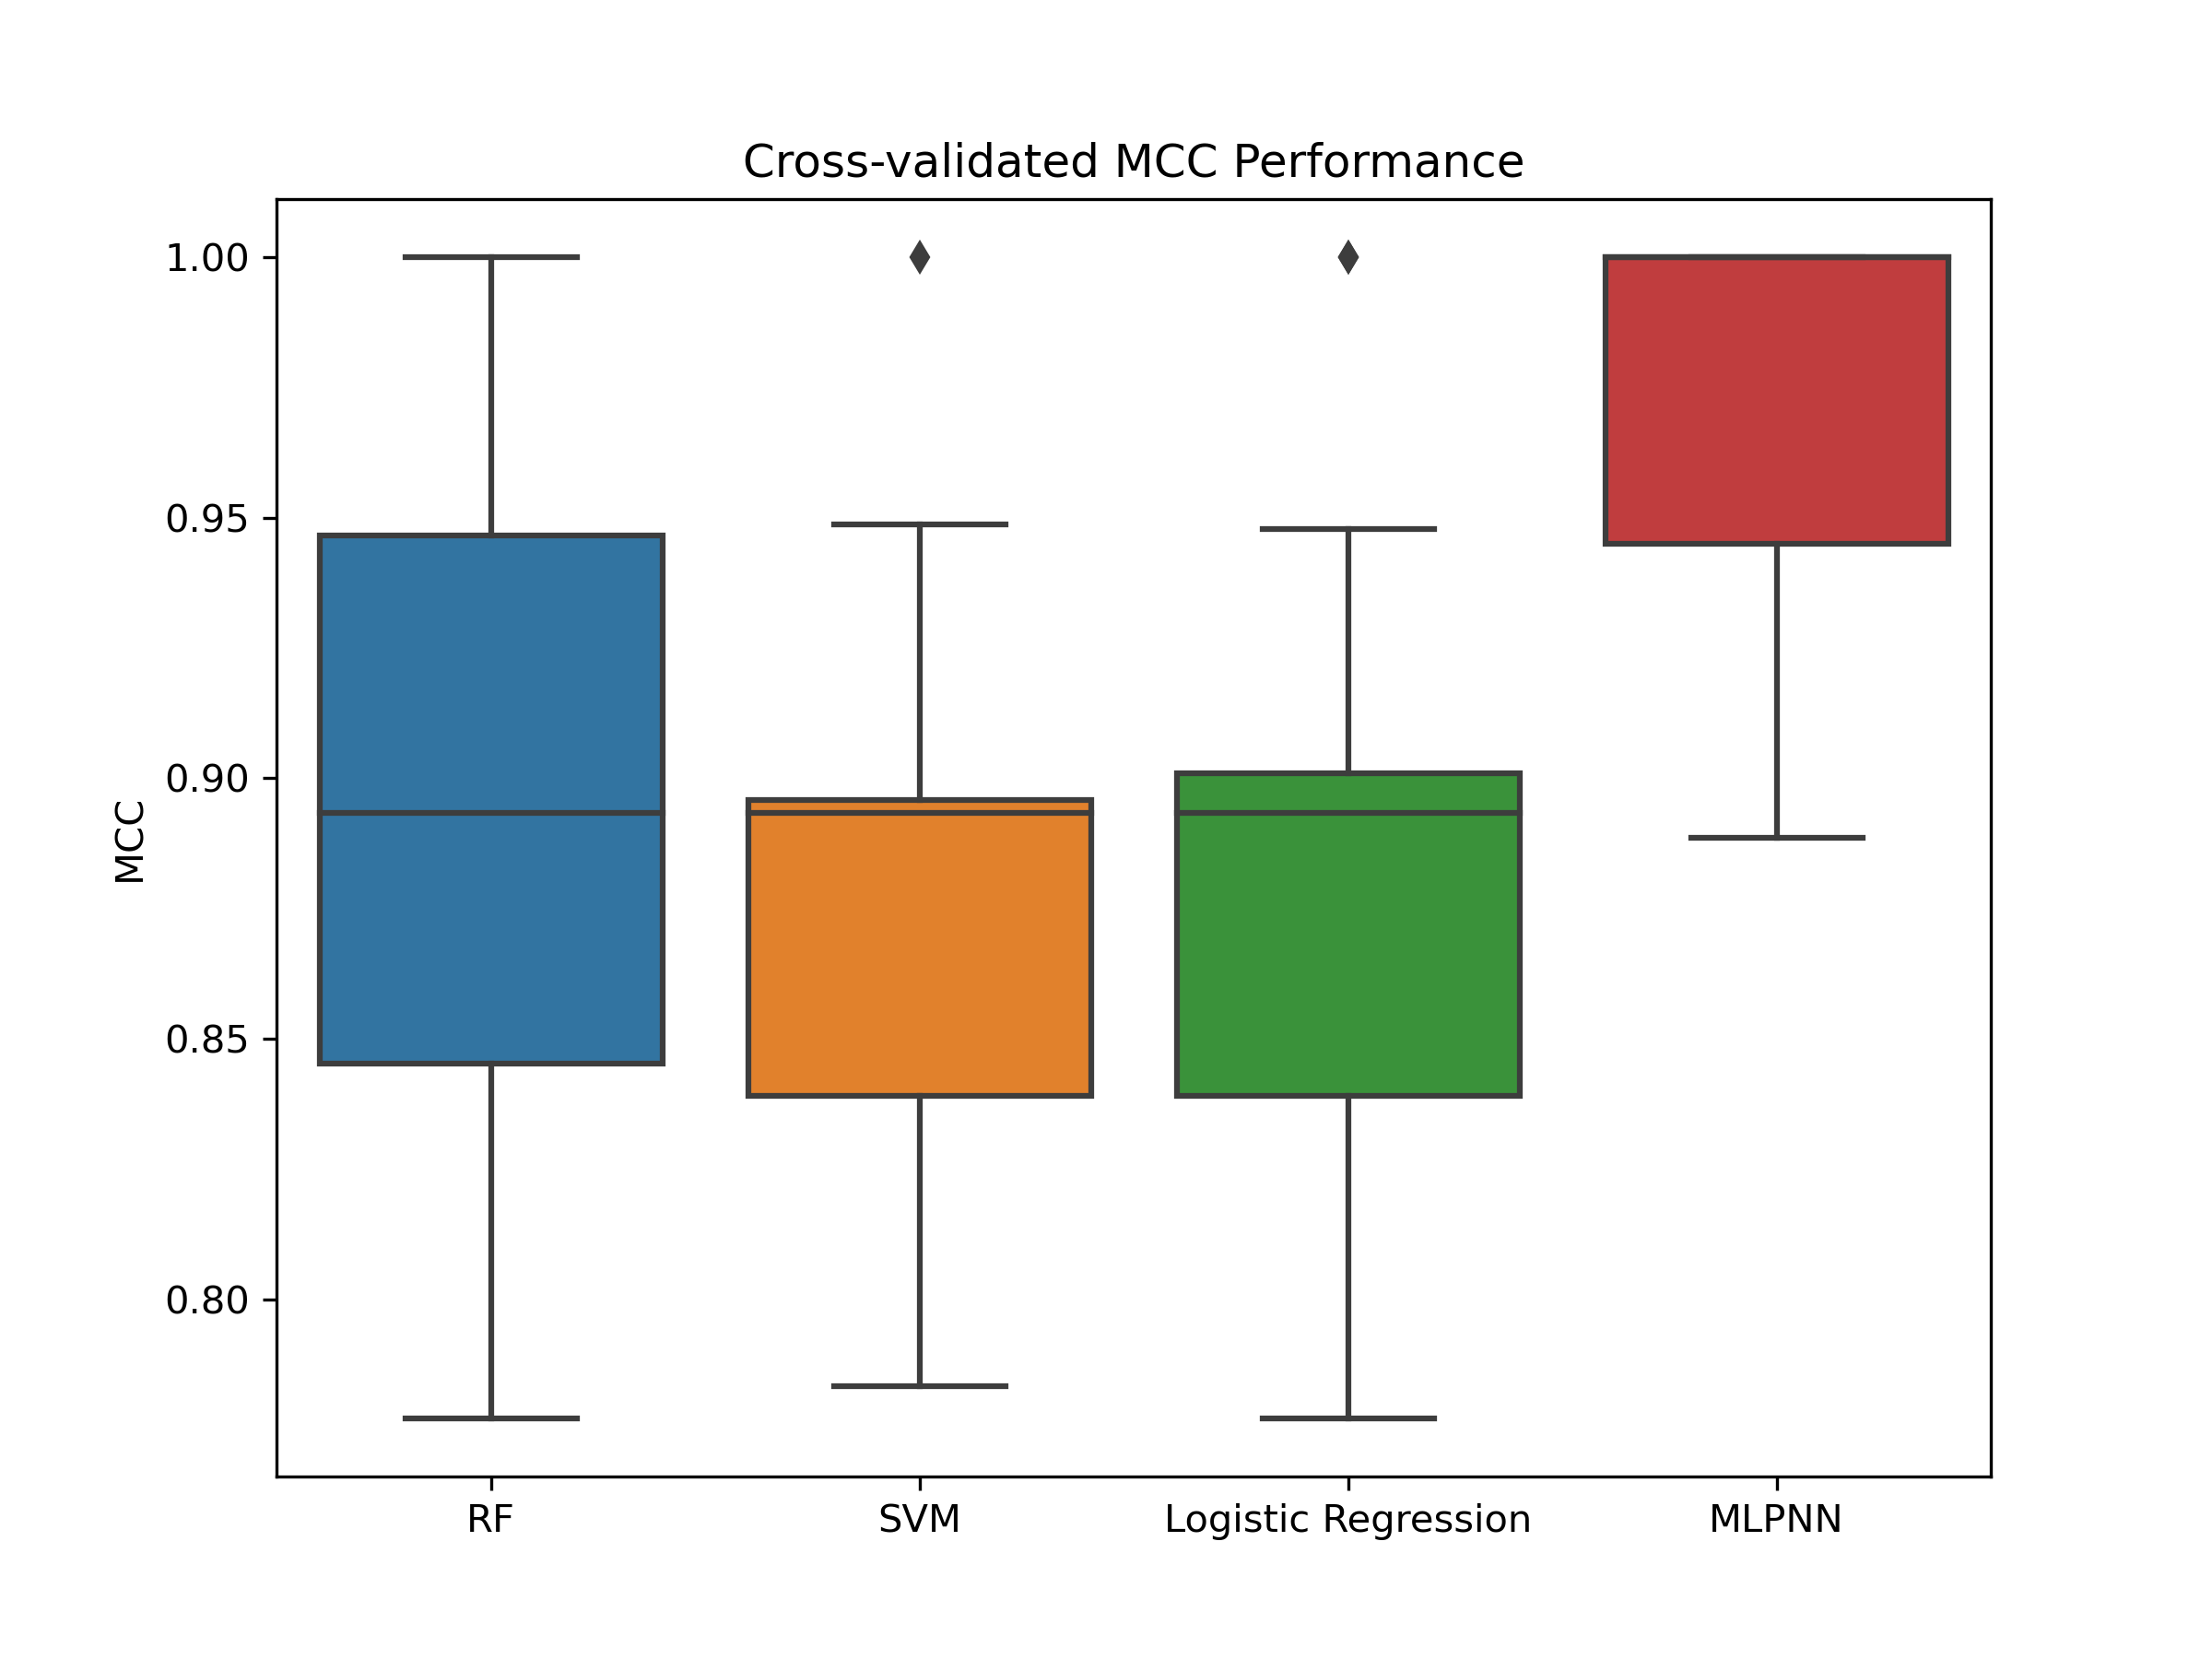 Cross-validated MCC Performance
1.00
0.95
0.90
0.85
0.80
MCC
RF
SVM
Logistic Regression
MLPNN